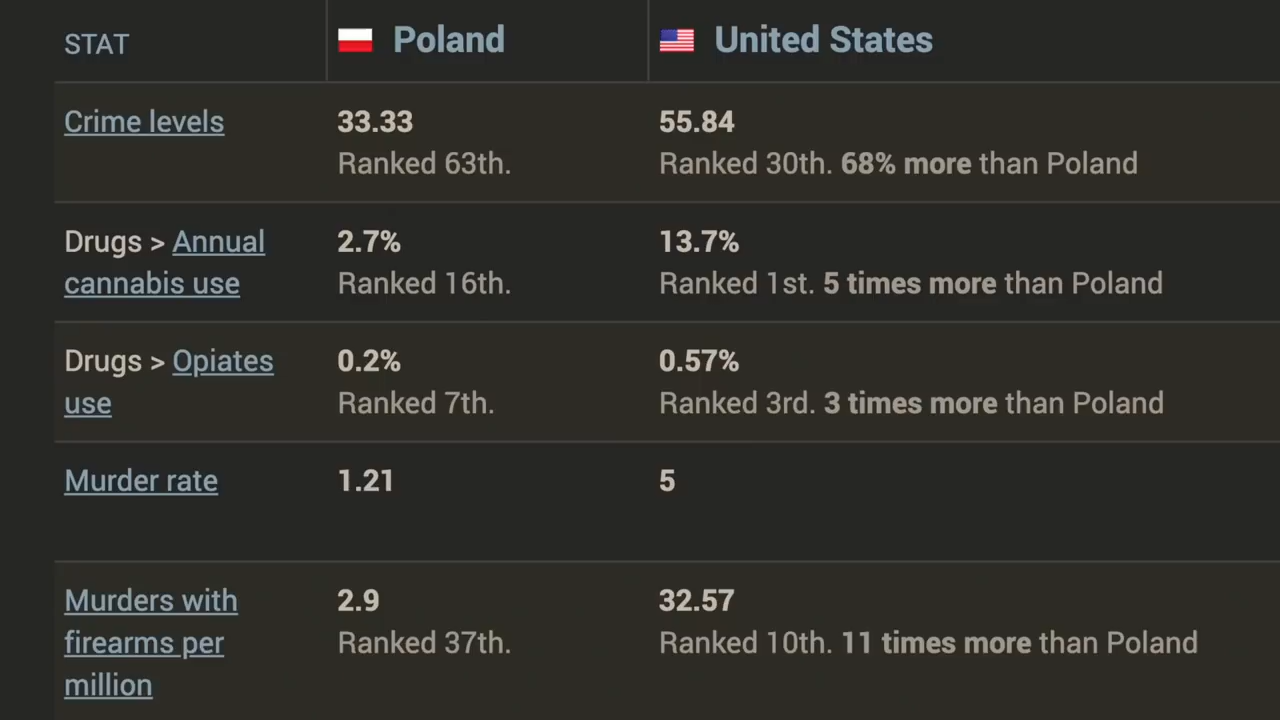 STAT Poland United States
Crime levels 33.33 55.84
Ranked 63th. Ranked 30th. 68% more than Poland
Drugs > Annual 2.7% 13.7%
cannabis use Ranked 16th. Ranked 1st. 5 times more than Poland
Drugs > Opiates 0.2% 0.57%
use Ranked 7th. Ranked 3rd. 3 times more than Poland
Murder rate 1.21 5
Murders with 2.9 32.57
firearms per Ranked 37th. Ranked 10th. 11 times more than Poland
million